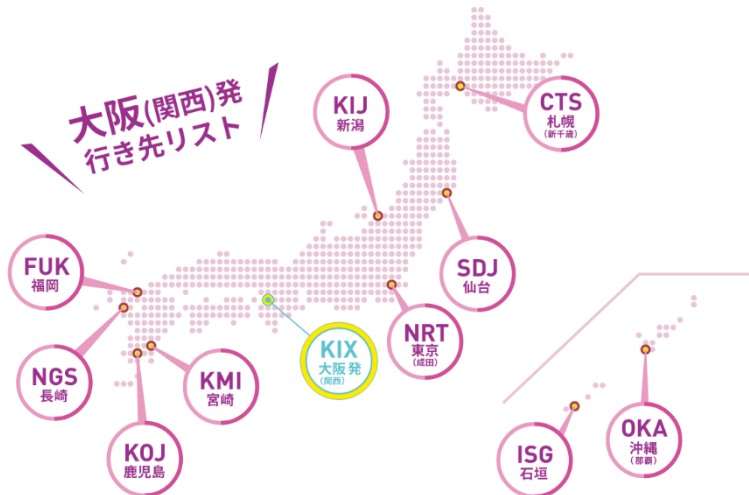 大阪(関西)発
行き先リスト
KIJ
新潟
CTS
札幌
(新千歳)
SDJ
仙台
FUK
福岡
NRT
東京
(成田)
KIX
大阪発
(関西)
NGS
長崎
KMI
宮崎
KOJ
鹿児島
ISG
石垣
OKA
沖縄
(那覇)